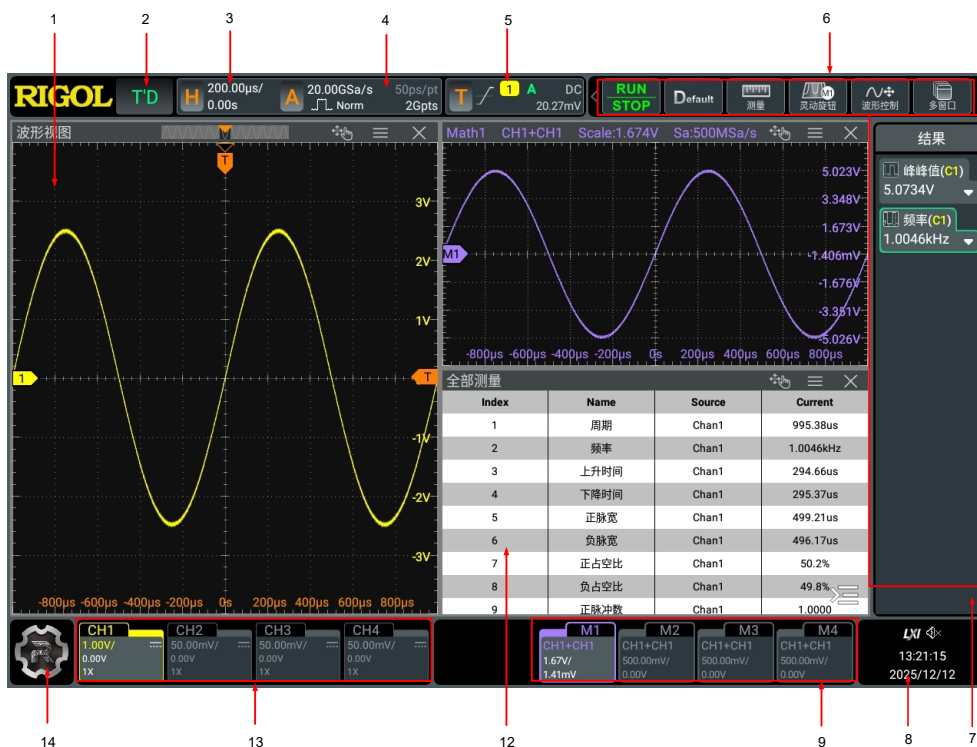 1 2 3 4 5 6
RIGOL T'D H 200.00μs/ 0.00s A 20.00GSa/s Norm 50ps/pt 2Gpts T 1 A DC 20.27mV RUN STOP Default 测量 M1 灵动旋钮 波形控制 多窗口
波形视图
T
3V
2V
1V
1 T
-1V
-2V
-3V
-800μs -600μs -400μs -200μs 0s 200μs 400μs 600μs 800μs
Math1 CH1+CH1 Scale:1.674V Sa:500MSa/s
5.023V
3.348V
1.673V
M1 -1.406mV
-1.676V
-3.351V
-5.026V
-800μs -600μs -400μs -200μs 0s 200μs 400μs 600μs 800μs
全部测量
Index Name Source Current
1 周期 Chan1 995.38us
2 频率 Chan1 1.0046kHz
3 上升时间 Chan1 294.66us
4 下降时间 Chan1 295.37us
5 正脉宽 Chan1 499.21us
6 负脉宽 Chan1 496.17us
7 正占空比 Chan1 50.2%
8 负占空比 Chan1 49.8%
9 正脉冲数 Chan1 1.0000
结果
峰峰值(C1)
5.0734V
频率(C1)
1.0046kHz
CH1 CH2 CH3 CH4
1.00V/ 50.00mV/ 50.00mV/ 50.00mV/
0.00V 0.00V 0.00V 0.00V
1X 1X 1X 1X
M1 M2 M3 M4
CH1+CH1 CH1+CH1 CH1+CH1 CH1+CH1
1.67V/ 500.00mV/ 500.00mV/ 500.00mV/
1.41mV 0.00V 0.00V 0.00V
LXI
13:21:15
2025/12/12
14 13 12 9 8 7